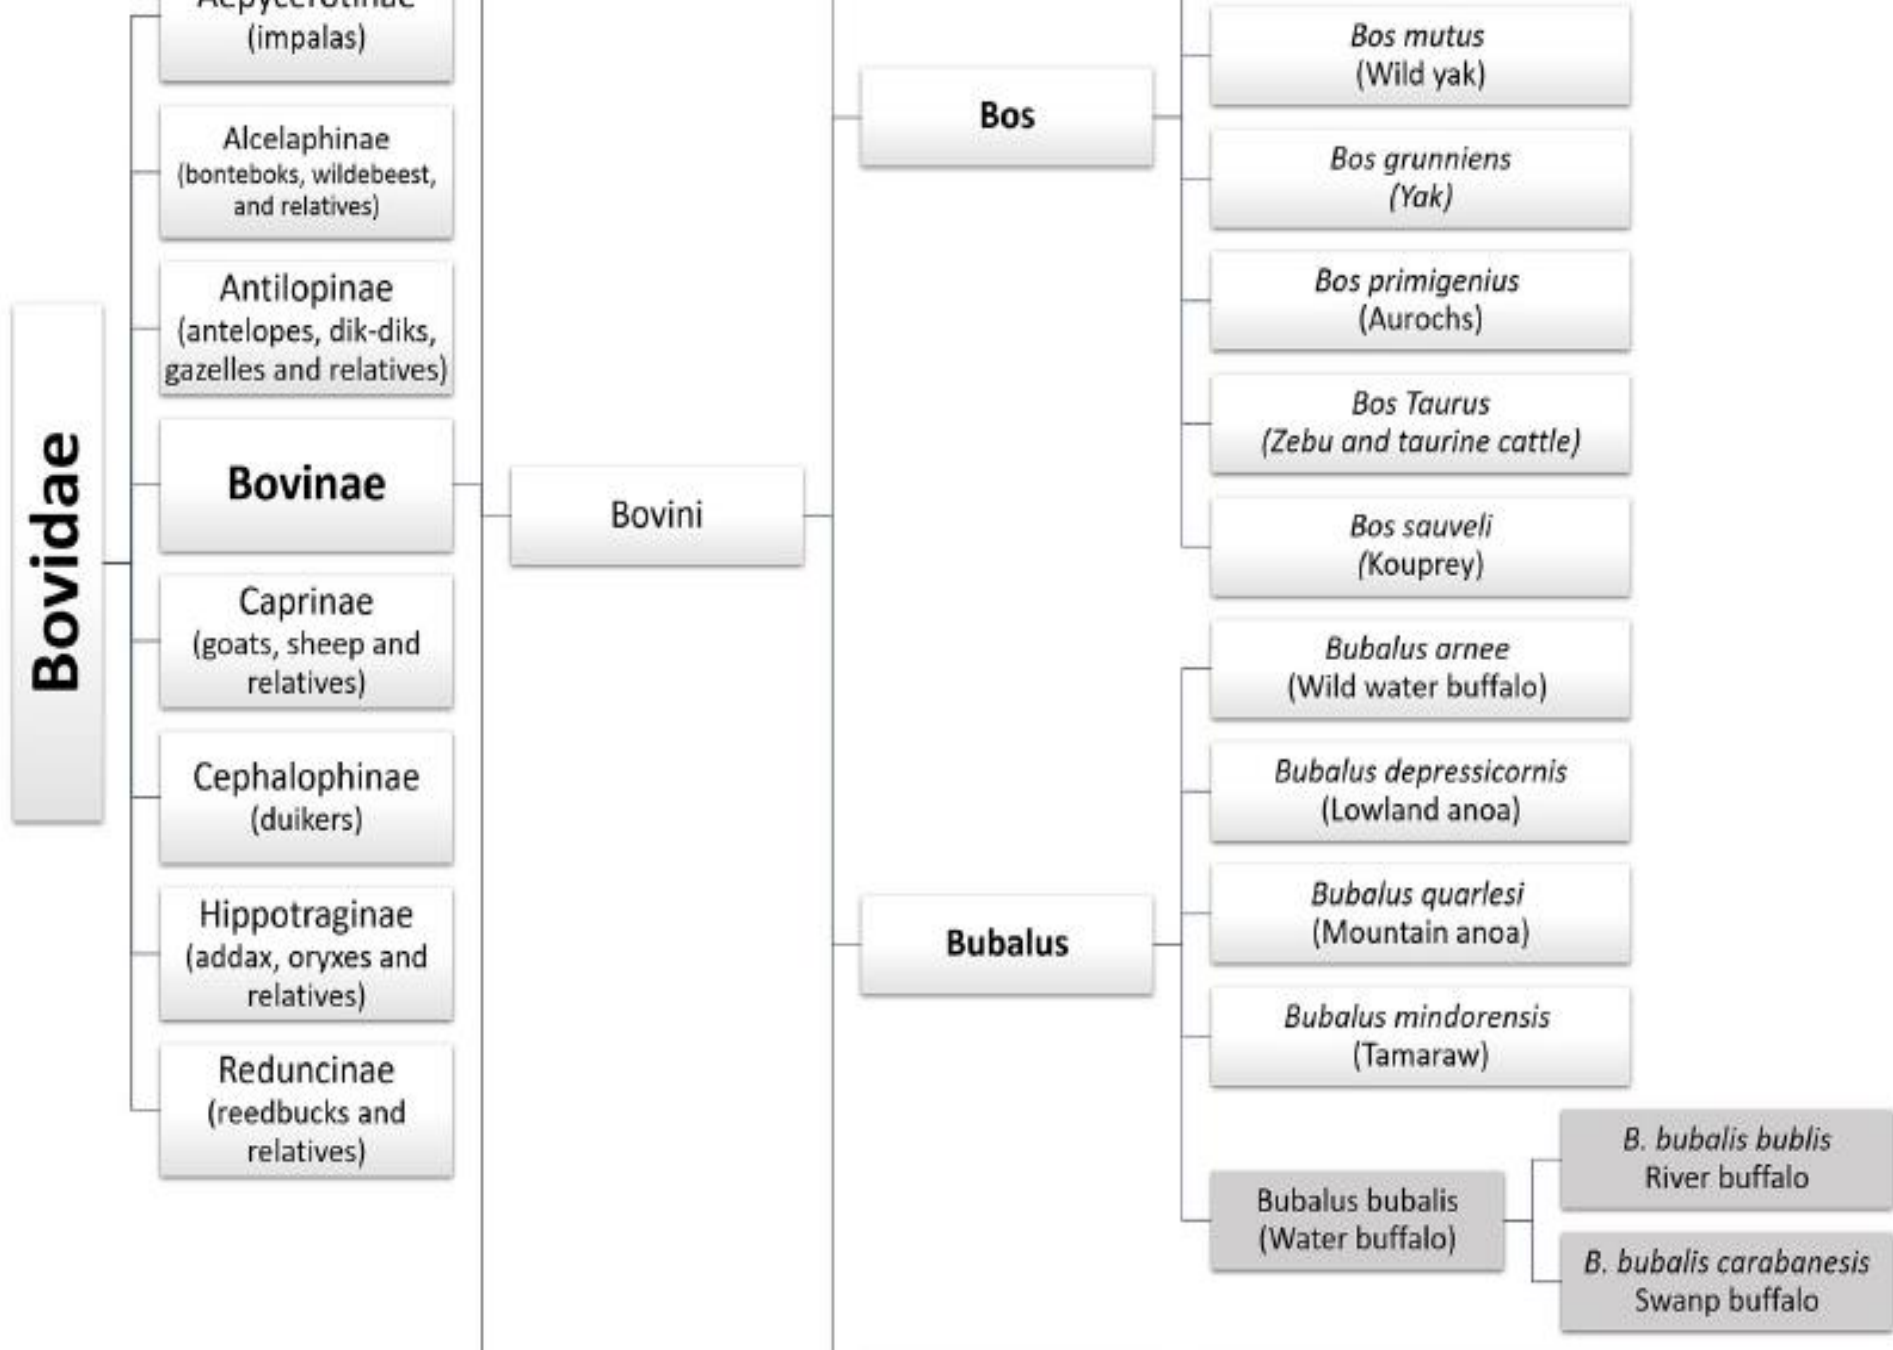 Bovidae
Aepycerotinae
(impalas)
Alcelaphinae
(bonteboks, wildebeest,
and relatives)
Antilopinae
(antelopes, dik-diks,
gazelles and relatives)
Bovinae
Caprinae
(goats, sheep and
relatives)
Cephalophinae
(duikers)
Hippotraginae
(addax, oryxes and
relatives)
Reduncinae
(reedbucks and
relatives)
Bovini
Bos
Bos mutus
(Wild yak)
Bos grunniens
(Yak)
Bos primigenius
(Aurochs)
Bos Taurus
(Zebu and taurine cattle)
Bos sauveli
(Kouprey)
Bubalus
Bubalus arnee
(Wild water buffalo)
Bubalus depressicornis
(Lowland anoa)
Bubalus quarlesi
(Mountain anoa)
Bubalus mindorensis
(Tamaraw)
Bubalus bubalis
(Water buffalo)
B. bubalis bublis
River buffalo
B. bubalis carabanesis
Swanp buffalo